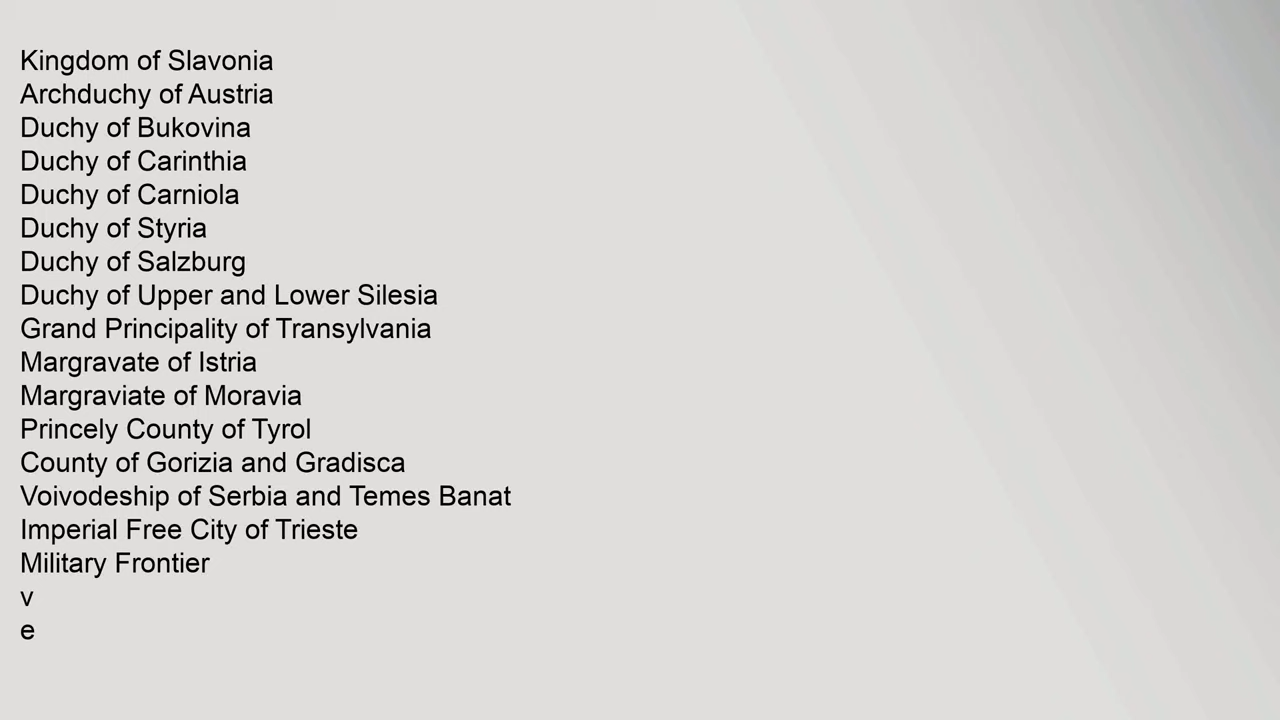 Kingdom of Slavonia
Archduchy of Austria
Duchy of Bukovina
Duchy of Carinthia
Duchy of Carniola
Duchy of Styria
Duchy of Salzburg
Duchy of Upper and Lower Silesia
Grand Principality of Transylvania
Margravate of Istria
Margraviate of Moravia
Princely County of Tyrol
County of Gorizia and Gradisca
Voivodeship of Serbia and Temes Banat
Imperial Free City of Trieste
Military Frontier
v
e